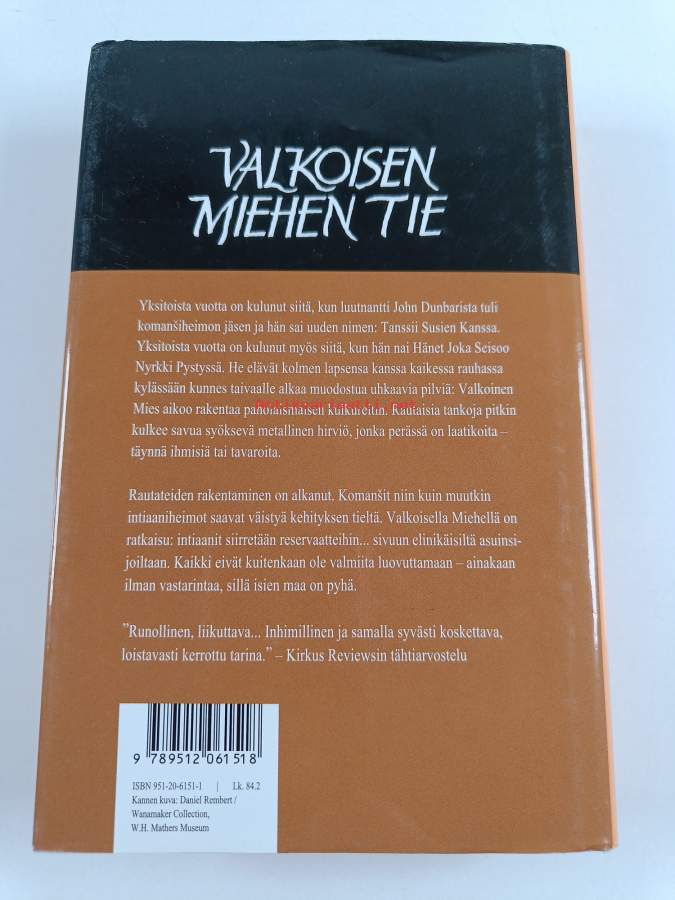 VALKOISEN
MIEHEN TIE
Yksitoista vuotta on kulunut siitä, kun luutnantti John Dunbarista tuli
komanšiheimon jäsen ja hän sai uuden nimen: Tanssii Susien Kanssa.
Yksitoista vuotta on kulunut myös siitä, kun hän nai Hänet Joka Seisoo
Nyrkki Pystyssä. He elävät kolmen lapsensa kanssa kaikessa rauhassa
kylässään kunnes taivaalle alkaa muodostua uhkaavia pilviä: Valkoinen
Mies aikoo rakentaa paholaismaisen kulkureitin. Rautaisia tankoja pitkin
kulkee savua syöksevä metallinen hirviö, jonka perässä on laatikoita –
täynnä ihmisiä tai tavaroita.
Rautateiden rakentaminen on alkanut. Komanšit niin kuin muutkin
intiaaniheimot saavat väistyä kehityksen tieltä. Valkoisella Miehellä on
ratkaisu: intiaanit siirretään reservaatteihin... sivuun elinikäisiltä asuinsi-
joiltaan. Kaikki eivät kuitenkaan ole valmiita luovuttamaan – ainakaan
ilman vastarintaa, sillä isien maa on pyhä.
"Runollinen, liikuttava... Inhimillinen ja samalla syvästi koskettava,
loistavasti kerrottu tarina." – Kirkus Reviewsin tähtiarvostelu
9 789512 061518
ISBN 951-20-6151-1 | Lk. 84.2
Kannen kuva: Daniel Rembert /
Wanamaker Collection,
W.H. Mathers Museum